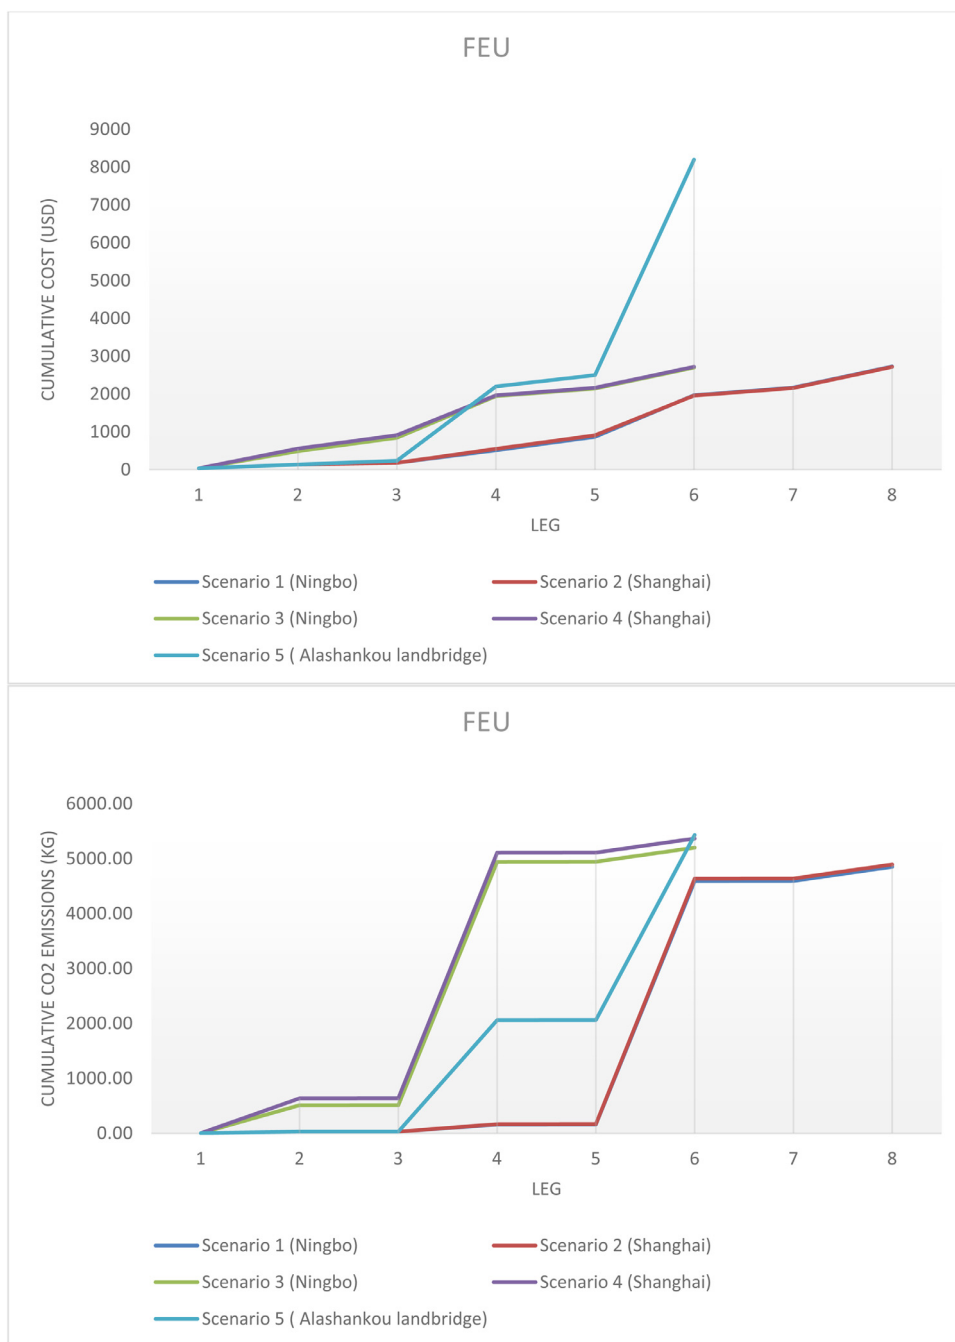 FEU
CUMULATIVE COST (USD)
9000
8000
7000
6000
5000
4000
3000
2000
1000
0
1 2 3 4 5 6 7 8
LEG
Scenario 1 (Ningbo) Scenario 2 (Shanghai)
Scenario 3 (Ningbo) Scenario 4 (Shanghai)
Scenario 5 ( Alashankou landbridge)
FEU
CUMULATIVE CO2 EMISSIONS (KG)
6000.00
5000.00
4000.00
3000.00
2000.00
1000.00
0.00
1 2 3 4 5 6 7 8
LEG
Scenario 1 (Ningbo) Scenario 2 (Shanghai)
Scenario 3 (Ningbo) Scenario 4 (Shanghai)
Scenario 5 ( Alashankou landbridge)